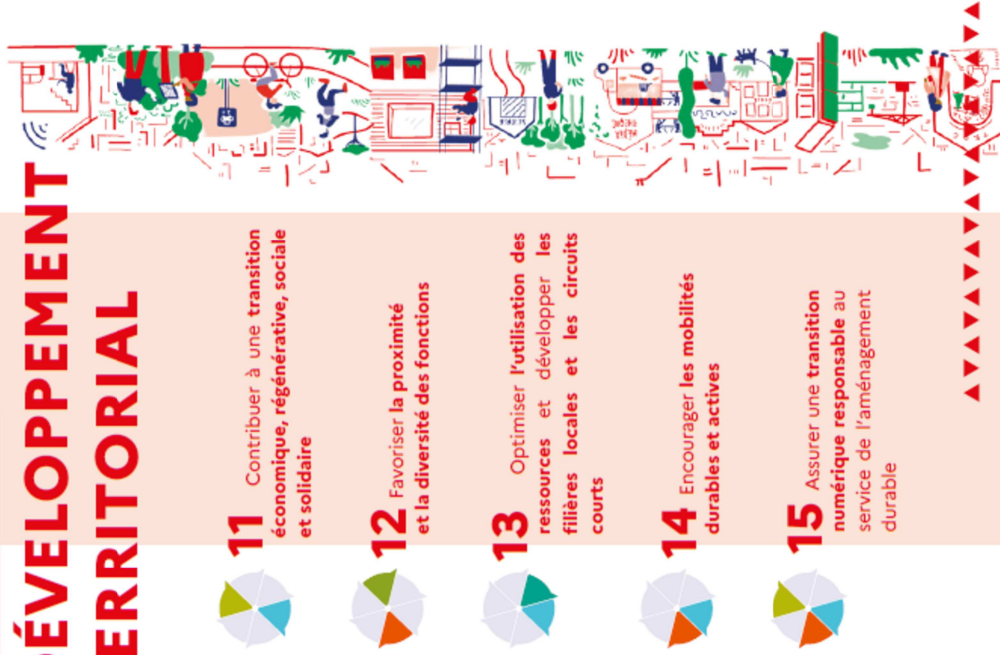 DÉVELOPPEMENT
ERRITORIAL
11 Contribuer à une transition
économique, régénérative, sociale
et solidaire
12 Favoriser la proximité
et la diversité des fonctions
13 Optimiser l'utilisation des
ressources et développer les
filières locales et les circuits
courts
14 Encourager les mobilités
durables et actives
15 Assurer une transition
numérique responsable au
service de l'aménagement
durable